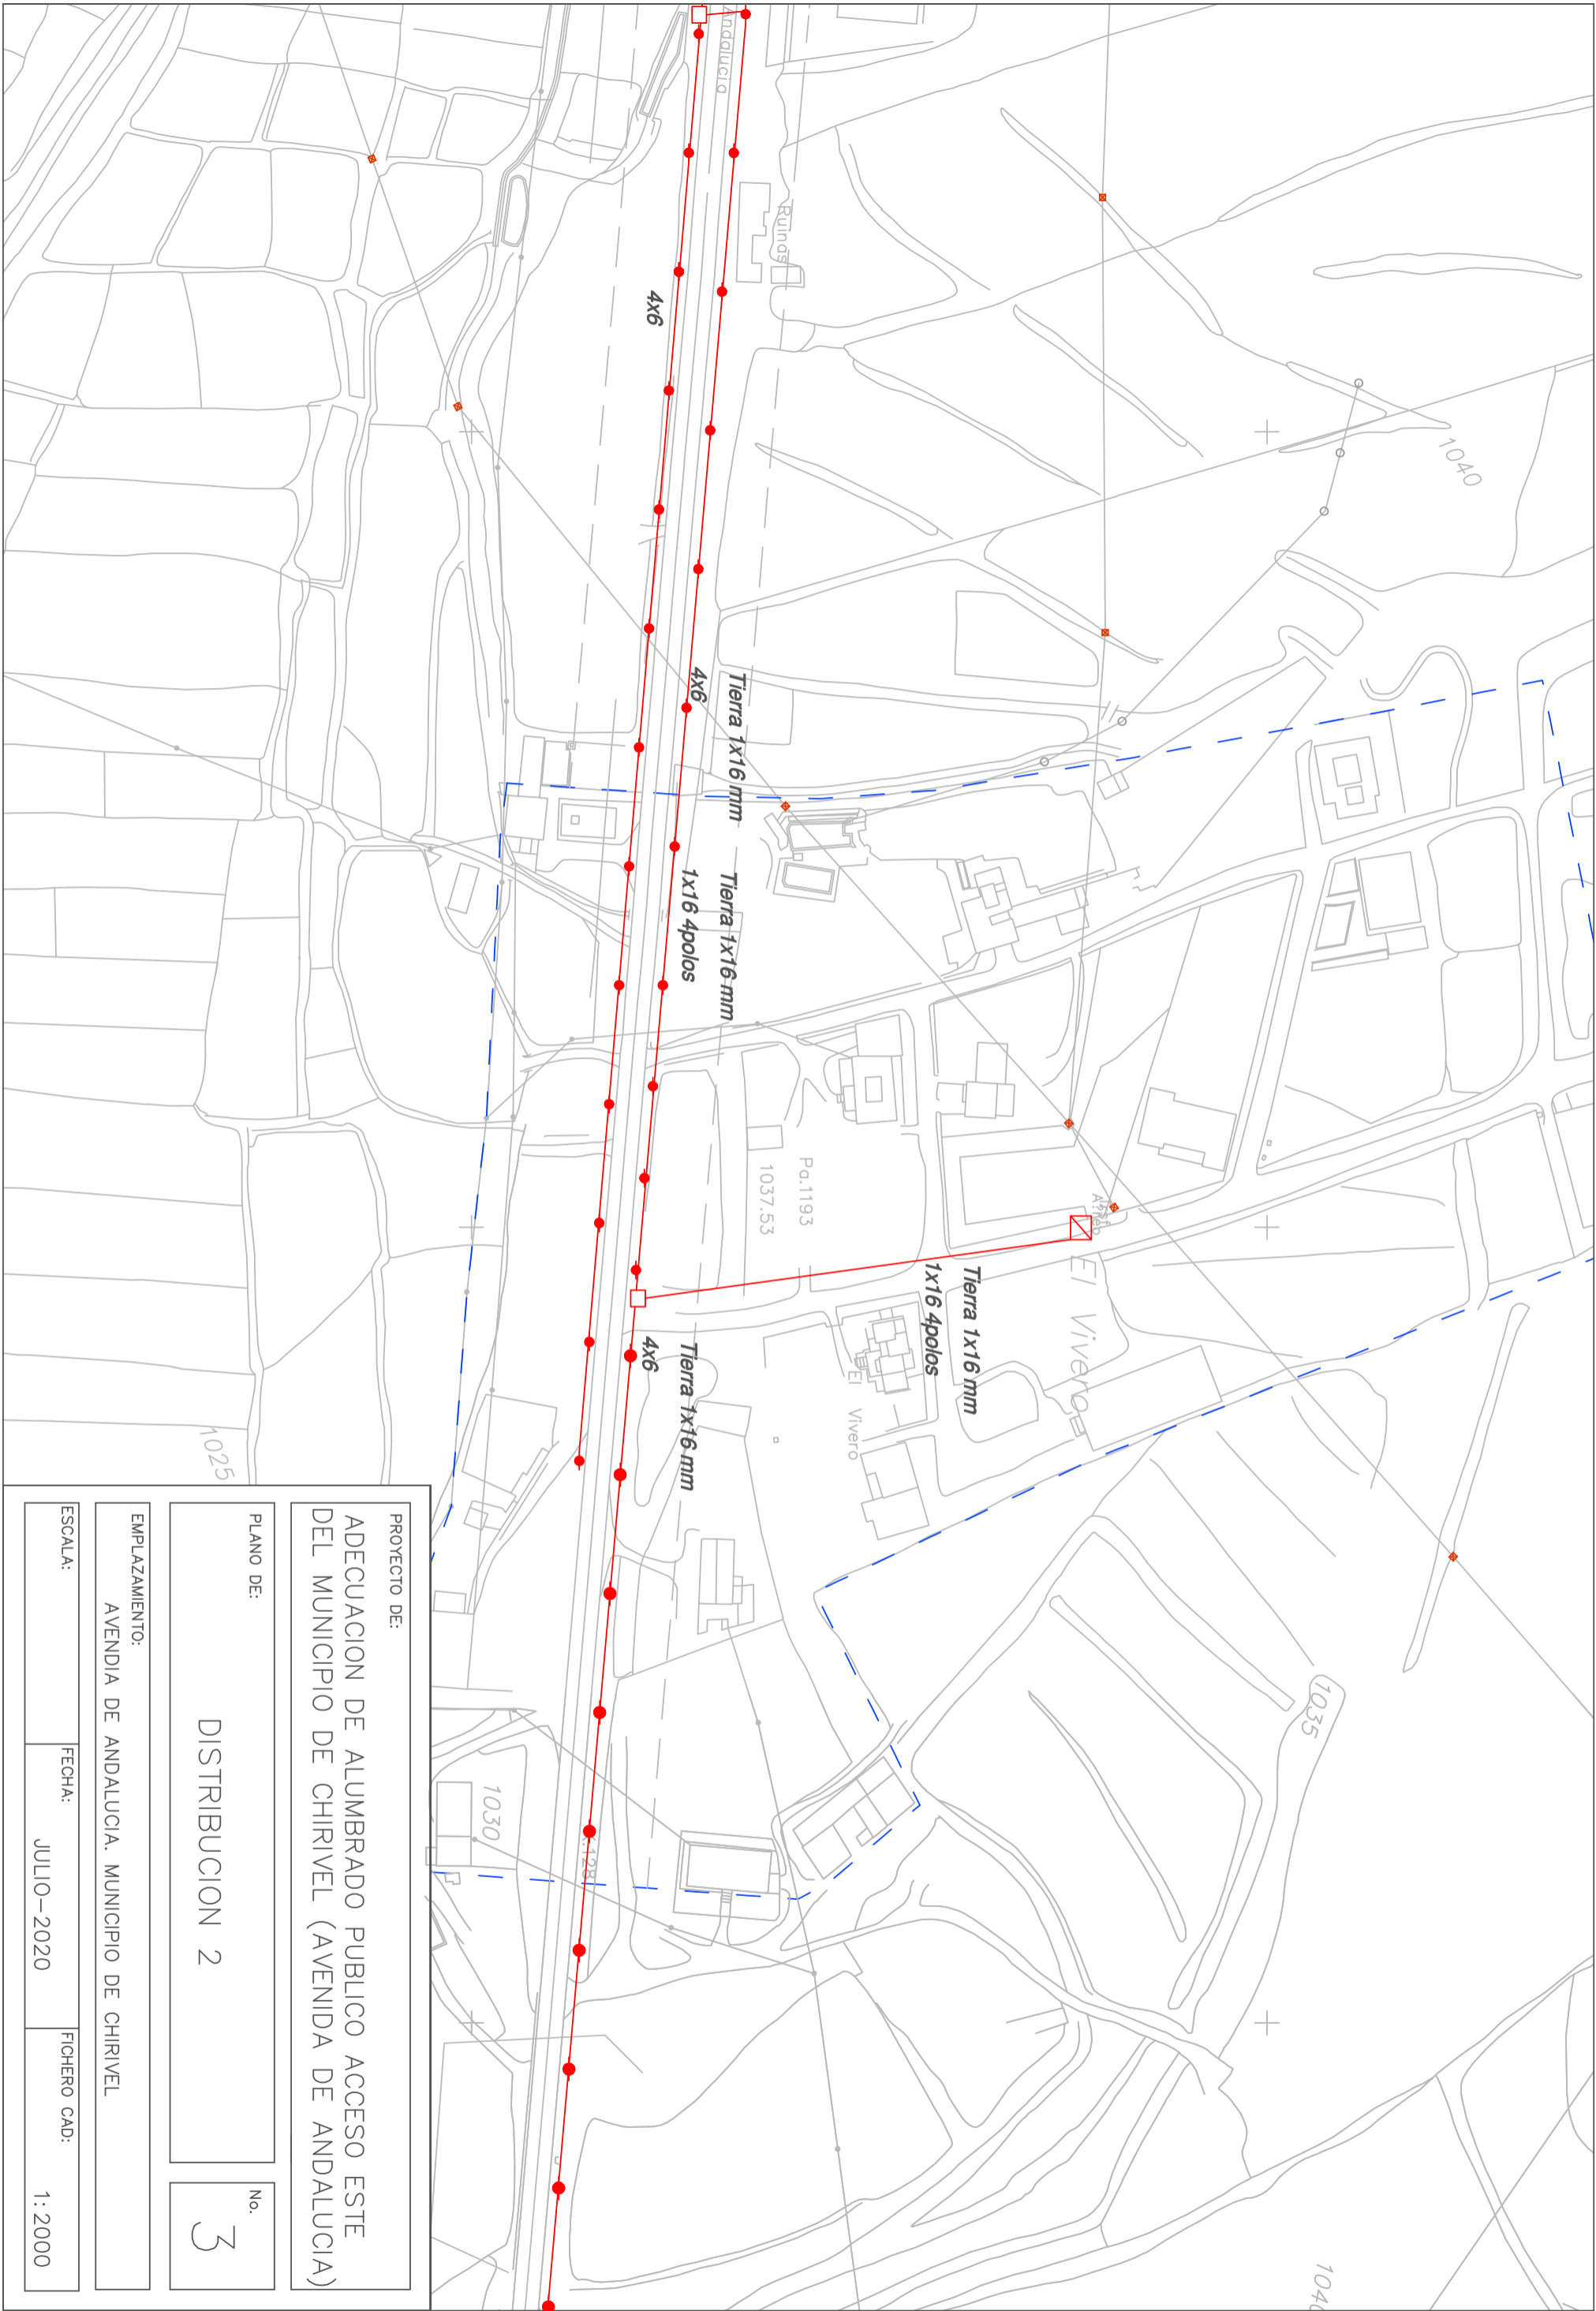 Andalucia
Ruinas
1040
4x6
4x6
Tierra 1x16 mm
1x16 4polos
Tierra 1x16 mm
Pa.1193
1037.53
El Vivero
Tierra 1x16 mm
1x16 4polos
El Vivero
4x6
Tierra 1x16 mm
1025
1035
1030
PROYECTO DE:
ADECUACION DE ALUMBRADO PUBLICO ACCESO ESTE
DEL MUNICIPIO DE CHIRIVEL (AVENIDA DE ANDALUCIA)
PLANO DE:
DISTRIBUCION 2
No.
3
EMPLAZAMIENTO:
AVENDIA DE ANDALUCIA. MUNICIPIO DE CHIRIVEL
ESCALA:
FECHA:
JULIO-2020
FICHERO CAD:
1:2000